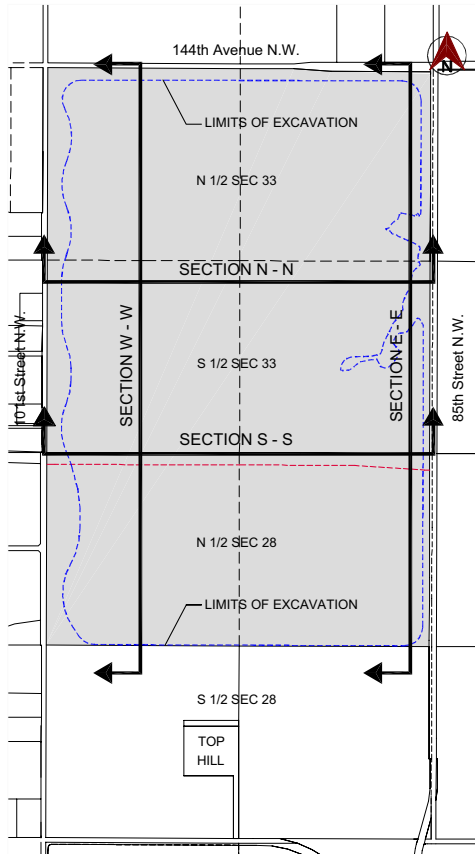 144th Avenue N.W.
N
LIMITS OF EXCAVATION
N 1/2 SEC 33
SECTION N - N
SECTION W - W
SECTION E - E
101st Street N.W.
85th Street N.W.
S 1/2 SEC 33
SECTION S - S
N 1/2 SEC 28
LIMITS OF EXCAVATION
S 1/2 SEC 28
TOP
HILL